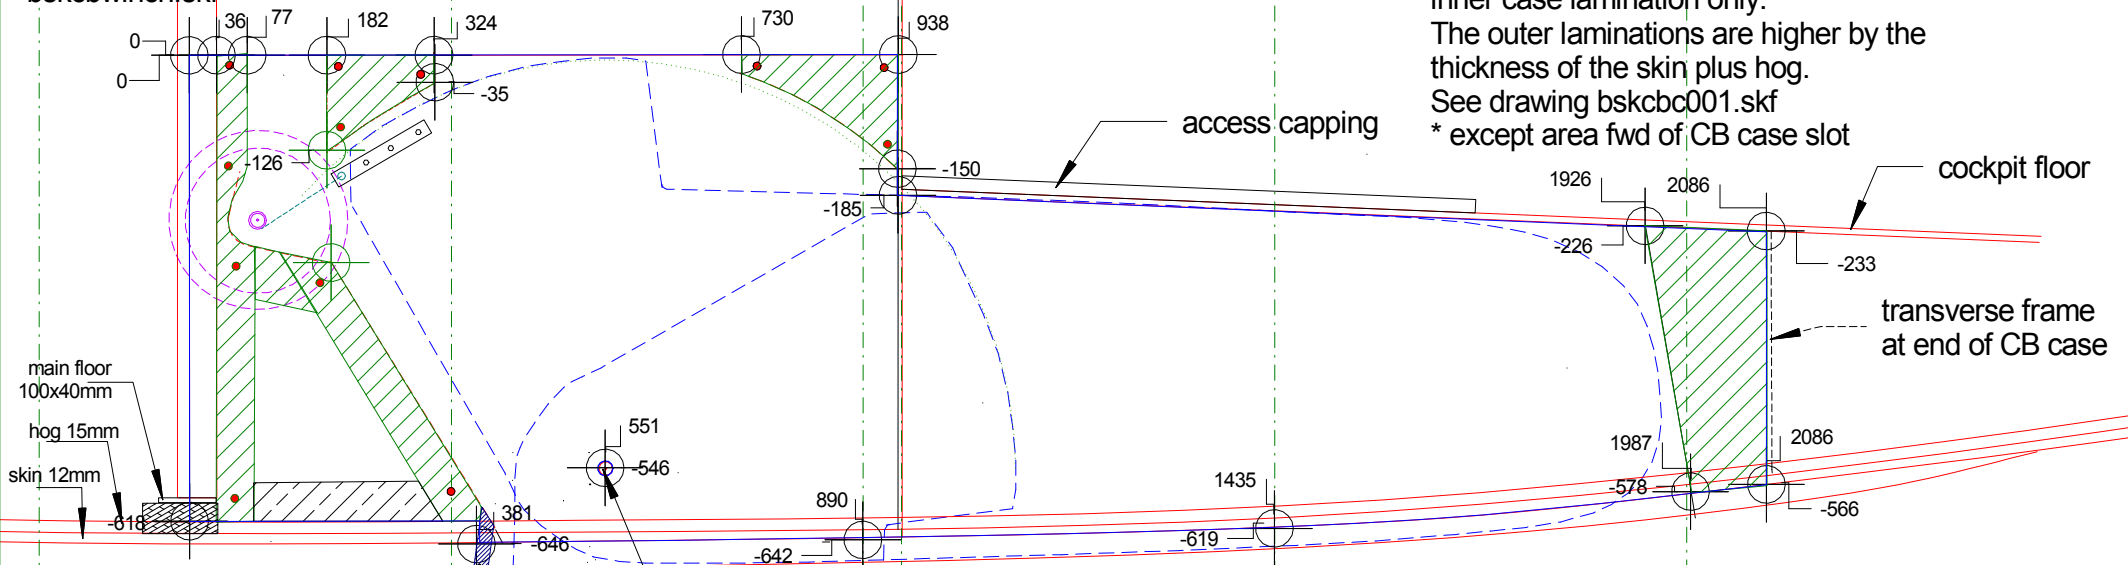 36
77
182
324
730
938
0
0
-35
-126
-150
-185
inner case lamination only.
The outer laminations are higher by the
thickness of the skin plus hog.
See drawing bskcbc001.skf
* except area fwd of CB case slot
access capping
cockpit floor
1926
2086
-226
-233
transverse frame
at end of CB case
main floor
100x40mm
hog 15mm
skin 12mm
-618
551
-546
381
-646
890
-642
1435
-619
1987
2086
-578
-566